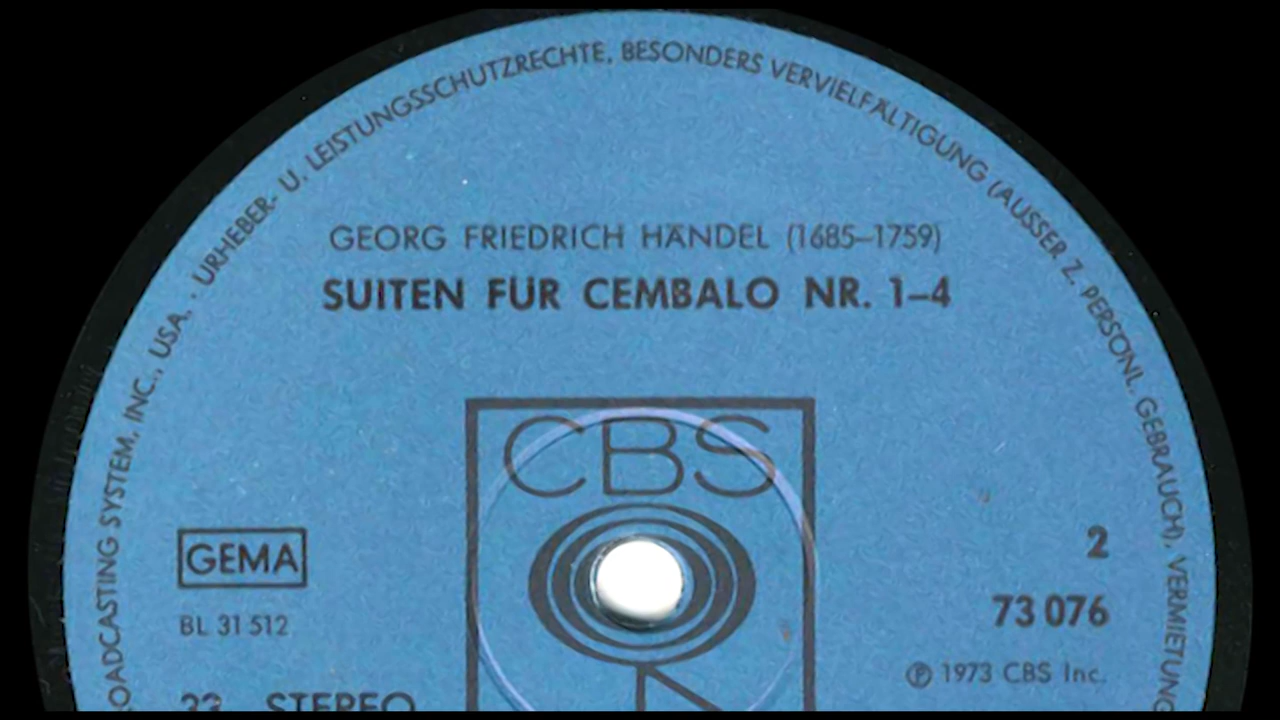 ROADCASTING SYSTEM, INC., USA. · URHEBER- U. LEISTUNGSSCHUTZRECHTE, BESONDERS VERVIELFÄLTIGUNG (AUSSER Z. PERSÖNL. GEBRAUCH), VERMIETUNG
GEORG FRIEDRICH HÄNDEL (1685–1759)
SUITEN FÜR CEMBALO NR. 1–4
CBS
GEMA
2
BL 31 512
73 076
℗ 1973 CBS Inc.
33 STEREO